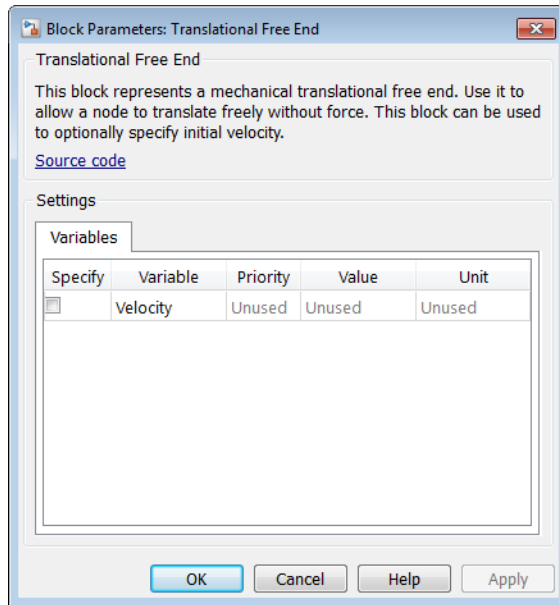 Block Parameters: Translational Free End
Translational Free End
This block represents a mechanical translational free end. Use it to
allow a node to translate freely without force. This block can be used
to optionally specify initial velocity.
Source code
Settings
Variables
Specify Variable Priority Value Unit
Velocity Unused Unused Unused
OK Cancel Help Apply